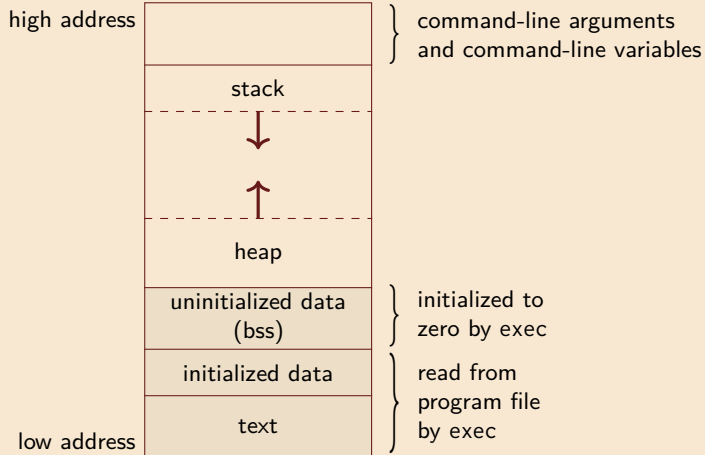 high address
command-line arguments
and command-line variables
stack
heap
uninitialized data
(bss)
initialized to
zero by exec
initialized data
read from
program file
by exec
text
low address